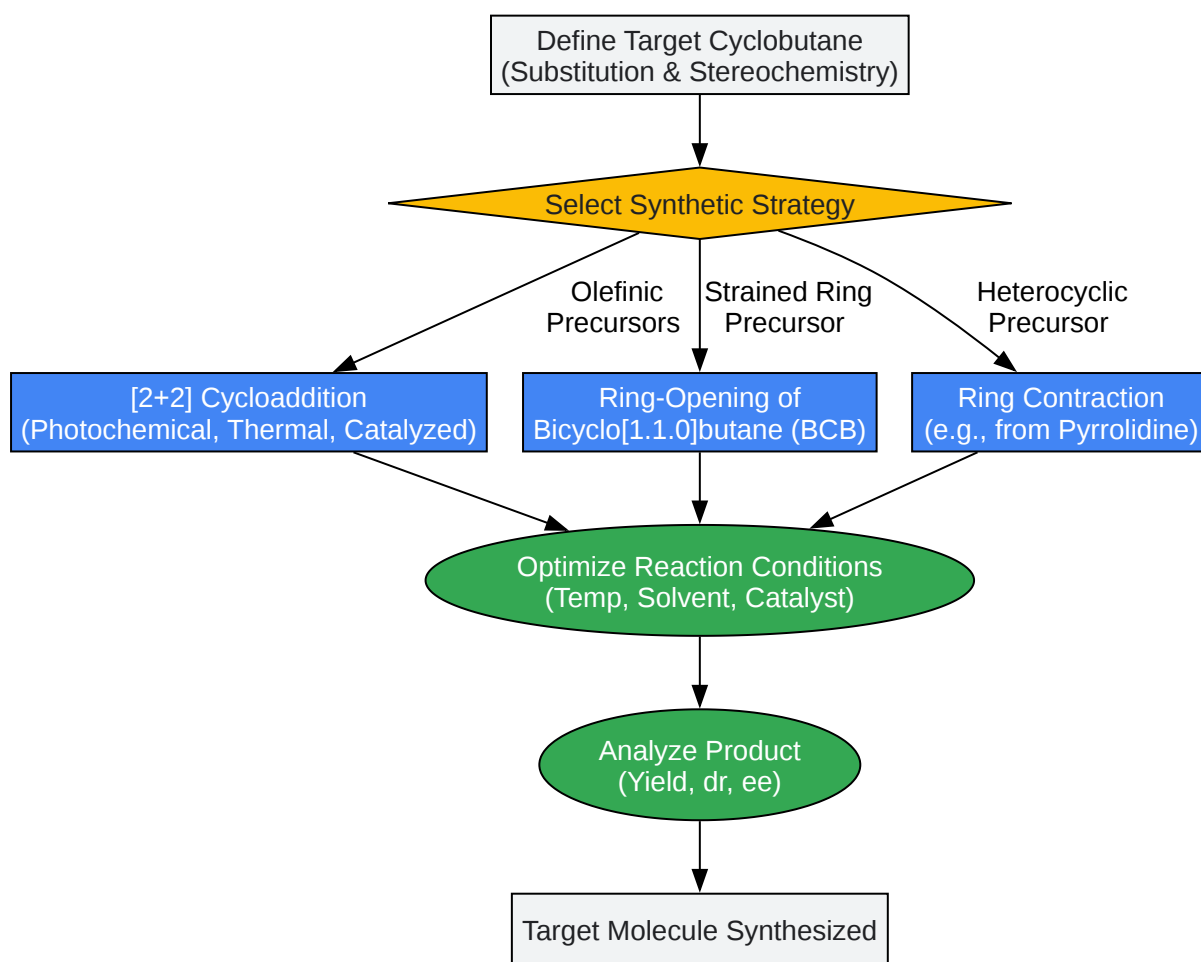 Define Target Cyclobutane
(Substitution & Stereochemistry)
Select Synthetic Strategy
Olefinic
Precursors
Strained Ring
Precursor
Heterocyclic
Precursor
[2+2] Cycloaddition
(Photochemical, Thermal, Catalyzed)
Ring-Opening of
Bicyclo[1.1.0]butane (BCB)
Ring Contraction
(e.g., from Pyrrolidine)
Optimize Reaction Conditions
(Temp, Solvent, Catalyst)
Analyze Product
(Yield, dr, ee)
Target Molecule Synthesized